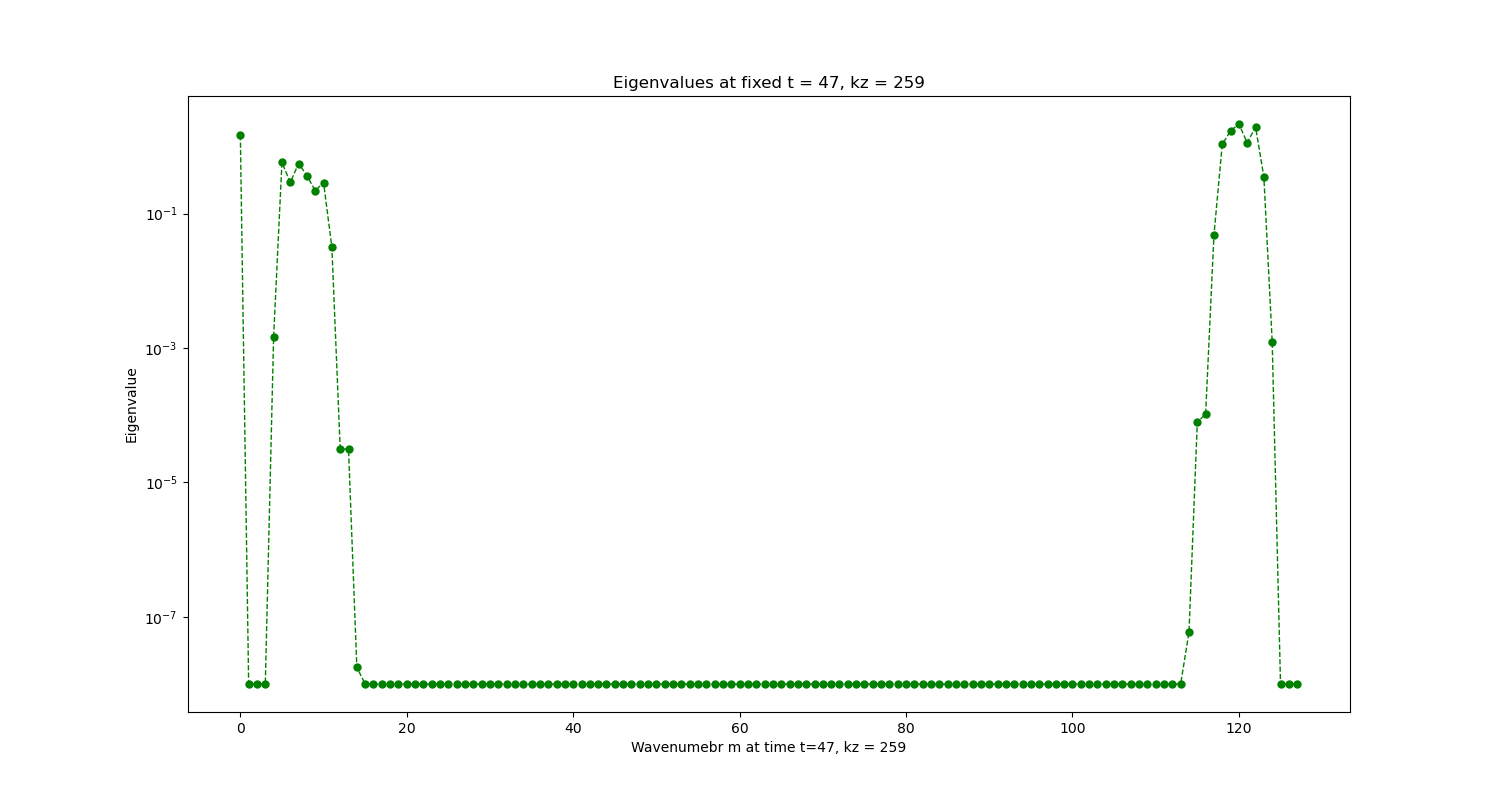 Eigenvalues at fixed t = 47, kz = 259
Eigenvalue
10⁻¹
10⁻³
10⁻⁵
10⁻⁷
0 20 40 60 80 100 120
Wavenumebr m at time t=47, kz = 259